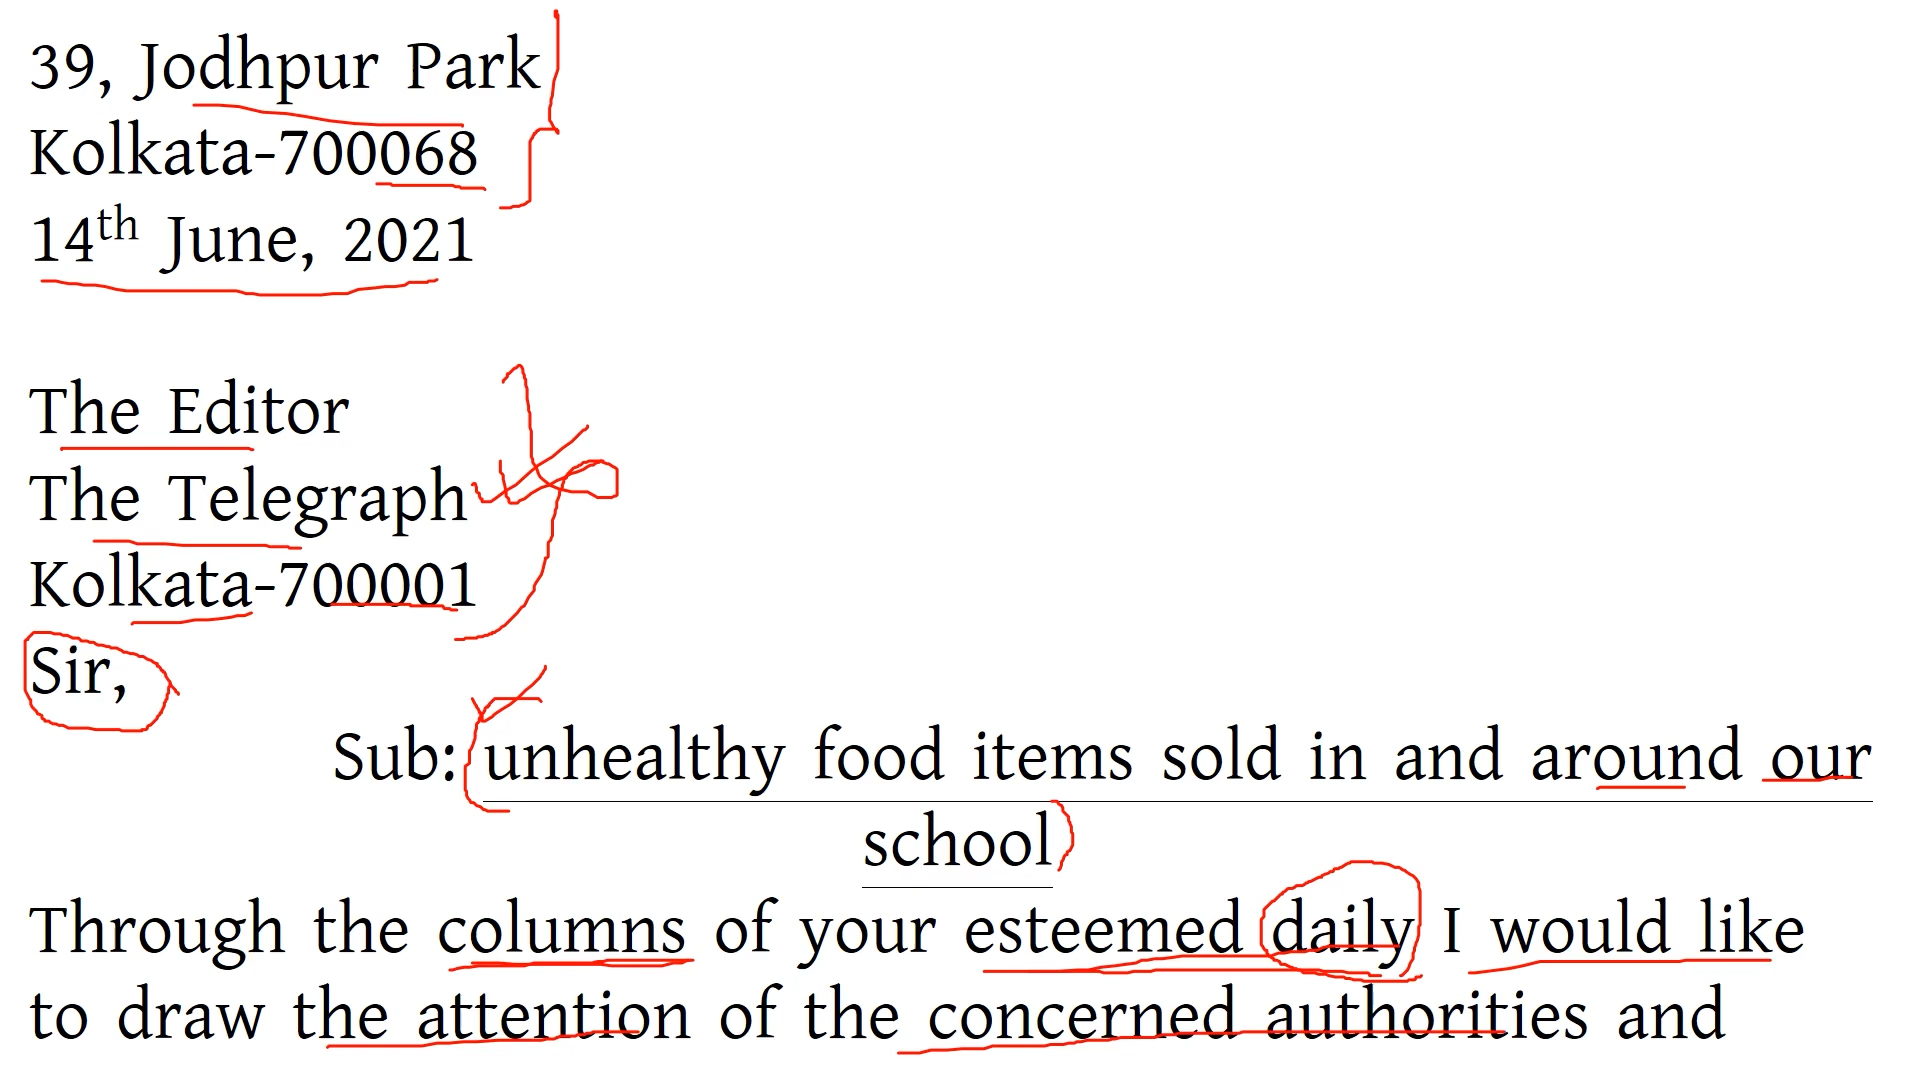 39, Jodhpur Park
Kolkata-700068
14th June, 2021
The Editor
The Telegraph
Kolkata-700001
Sir,
Sub: unhealthy food items sold in and around our
school
Through the columns of your esteemed daily I would like
to draw the attention of the concerned authorities and